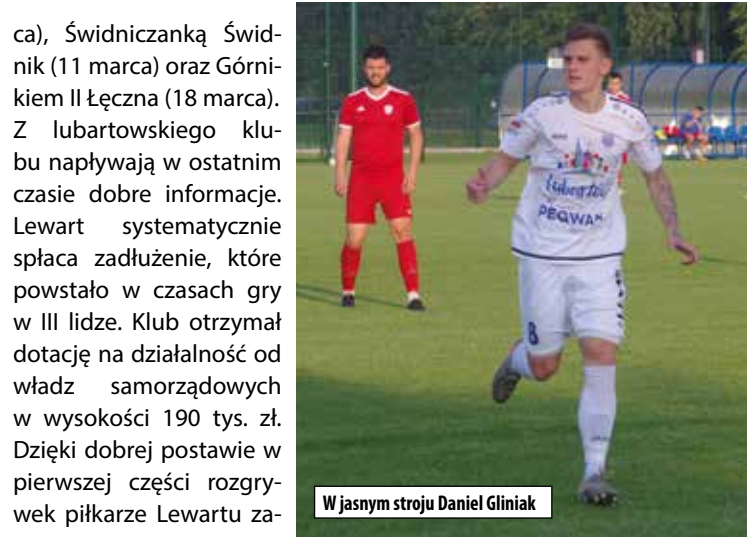 ca), Świdniczanką Świd-
nik (11 marca) oraz Górni-
kiem II Łęczna (18 marca).
Z lubartowskiego klu-
bu napływają w ostatnim
czasie dobre informacje.
Lewart systematycznie
spłaca zadłużenie, które
powstało w czasach gry
w III lidze. Klub otrzymał
dotację na działalność od
władz samorządowych
w wysokości 190 tys. zł.
Dzięki dobrej postawie w
pierwszej części rozgry-
wek piłkarze Lewartu za-
Lubartów
PEQWAK
8
W jasnym stroju Daniel Gliniak